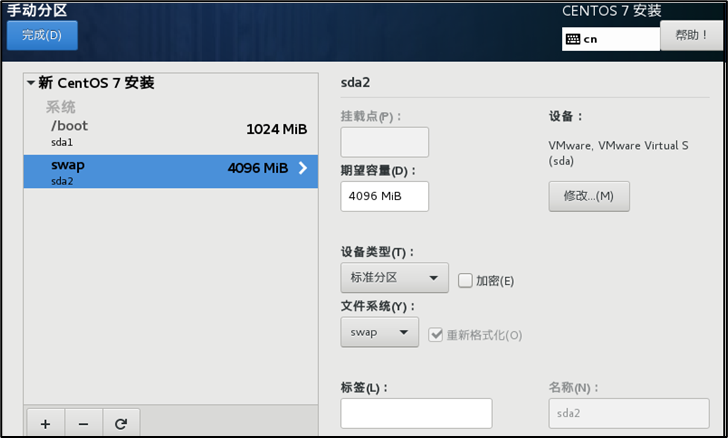 手动分区
CENTOS 7 安装
完成(D)
cn
帮助！
新 CentOS 7 安装
系统
/boot
1024 MiB
sda1
swap
4096 MiB
sda2
sda2
挂载点(P)：
设备：
VMware, VMware Virtual S
(sda)
期望容量(D)：
4096 MiB
修改...(M)
设备类型(T)：
标准分区
加密(E)
文件系统(Y)：
swap
重新格式化(O)
标签(L)：
名称(N)：
sda2